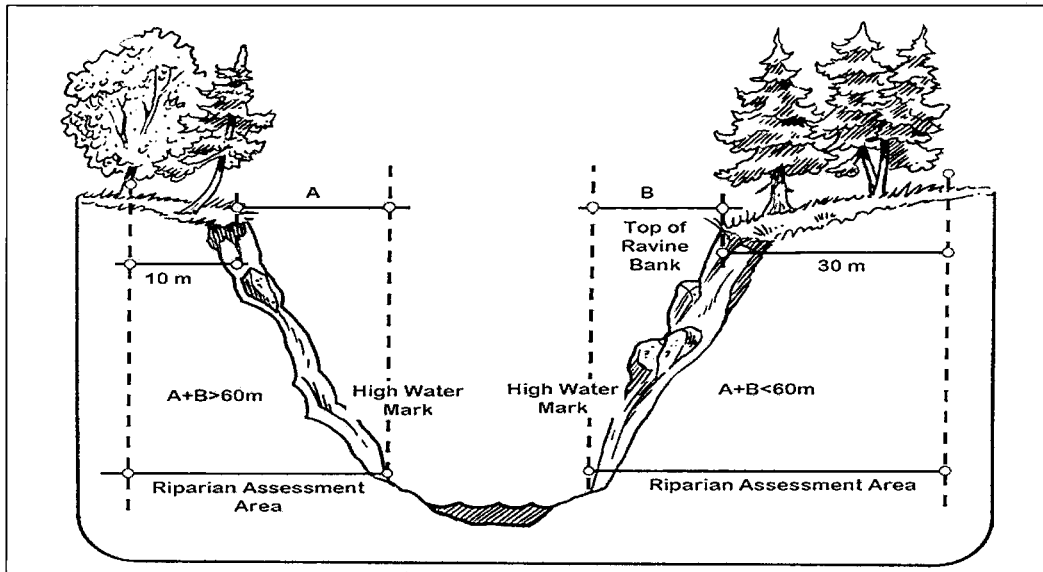 A
B
Top of
Ravine
Bank
10 m
30 m
A+B>60m
High Water
Mark
High Water
Mark
A+B<60m
Riparian Assessment
Area
Riparian Assessment Area